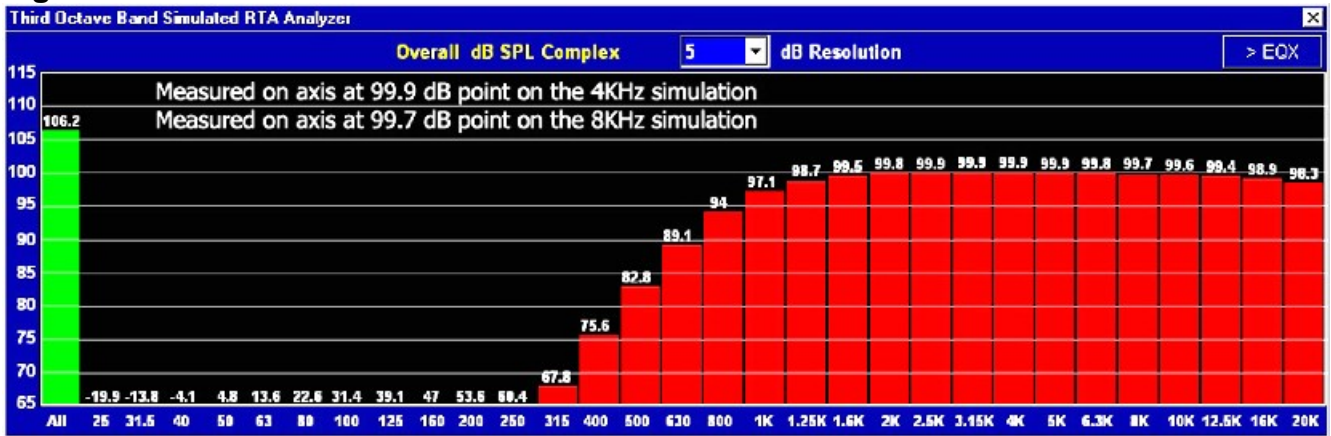 Third Octave Band Simulated RTA Analyzer
Overall dB SPL Complex 5 dB Resolution > EQX
Measured on axis at 99.9 dB point on the 4KHz simulation
Measured on axis at 99.7 dB point on the 8KHz simulation
115
110
105
100
95
90
85
80
75
70
65
106.2 -19.9 -13.8 -4.1 4.8 13.6 22.6 31.4 39.1 47 53.6 60.4 67.8 75.6 82.8 89.1 94 97.1 98.7 99.5 99.8 99.9 99.9 99.9 99.9 99.8 99.7 99.6 99.4 98.9 98.3
All 25 31.5 40 50 63 80 100 125 160 200 250 315 400 500 630 800 1K 1.25K 1.6K 2K 2.5K 3.15K 4K 5K 6.3K 8K 10K 12.5K 16K 20K